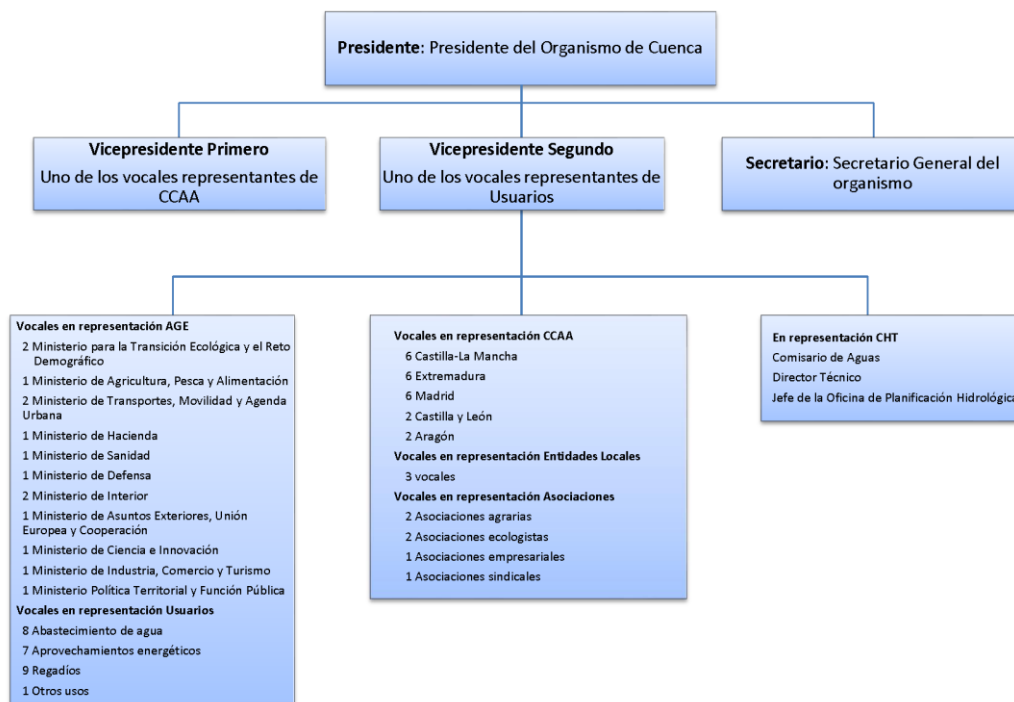 Presidente: Presidente del Organismo de Cuenca
Vicepresidente Primero
Uno de los vocales representantes de
CCAA
Vicepresidente Segundo
Uno de los vocales representantes de
Usuarios
Secretario: Secretario General del
organismo
Vocales en representación AGE
2 Ministerio para la Transición Ecológica y el Reto
Demográfico
1 Ministerio de Agricultura, Pesca y Alimentación
2 Ministerio de Transportes, Movilidad y Agenda
Urbana
1 Ministerio de Hacienda
1 Ministerio de Sanidad
1 Ministerio de Defensa
2 Ministerio de Interior
1 Ministerio de Asuntos Exteriores, Unión
Europea y Cooperación
1 Ministerio de Ciencia e Innovación
1 Ministerio de Industria, Comercio y Turismo
1 Ministerio Política Territorial y Función Pública
Vocales en representación Usuarios
8 Abastecimiento de agua
7 Aprovechamientos energéticos
9 Regadíos
1 Otros usos
Vocales en representación CCAA
6 Castilla-La Mancha
6 Extremadura
6 Madrid
2 Castilla y León
2 Aragón
Vocales en representación Entidades Locales
3 vocales
Vocales en representación Asociaciones
2 Asociaciones agrarias
2 Asociaciones ecologistas
1 Asociaciones empresariales
1 Asociaciones sindicales
En representación CHT
Comisario de Aguas
Director Técnico
Jefe de la Oficina de Planificación Hidrológica